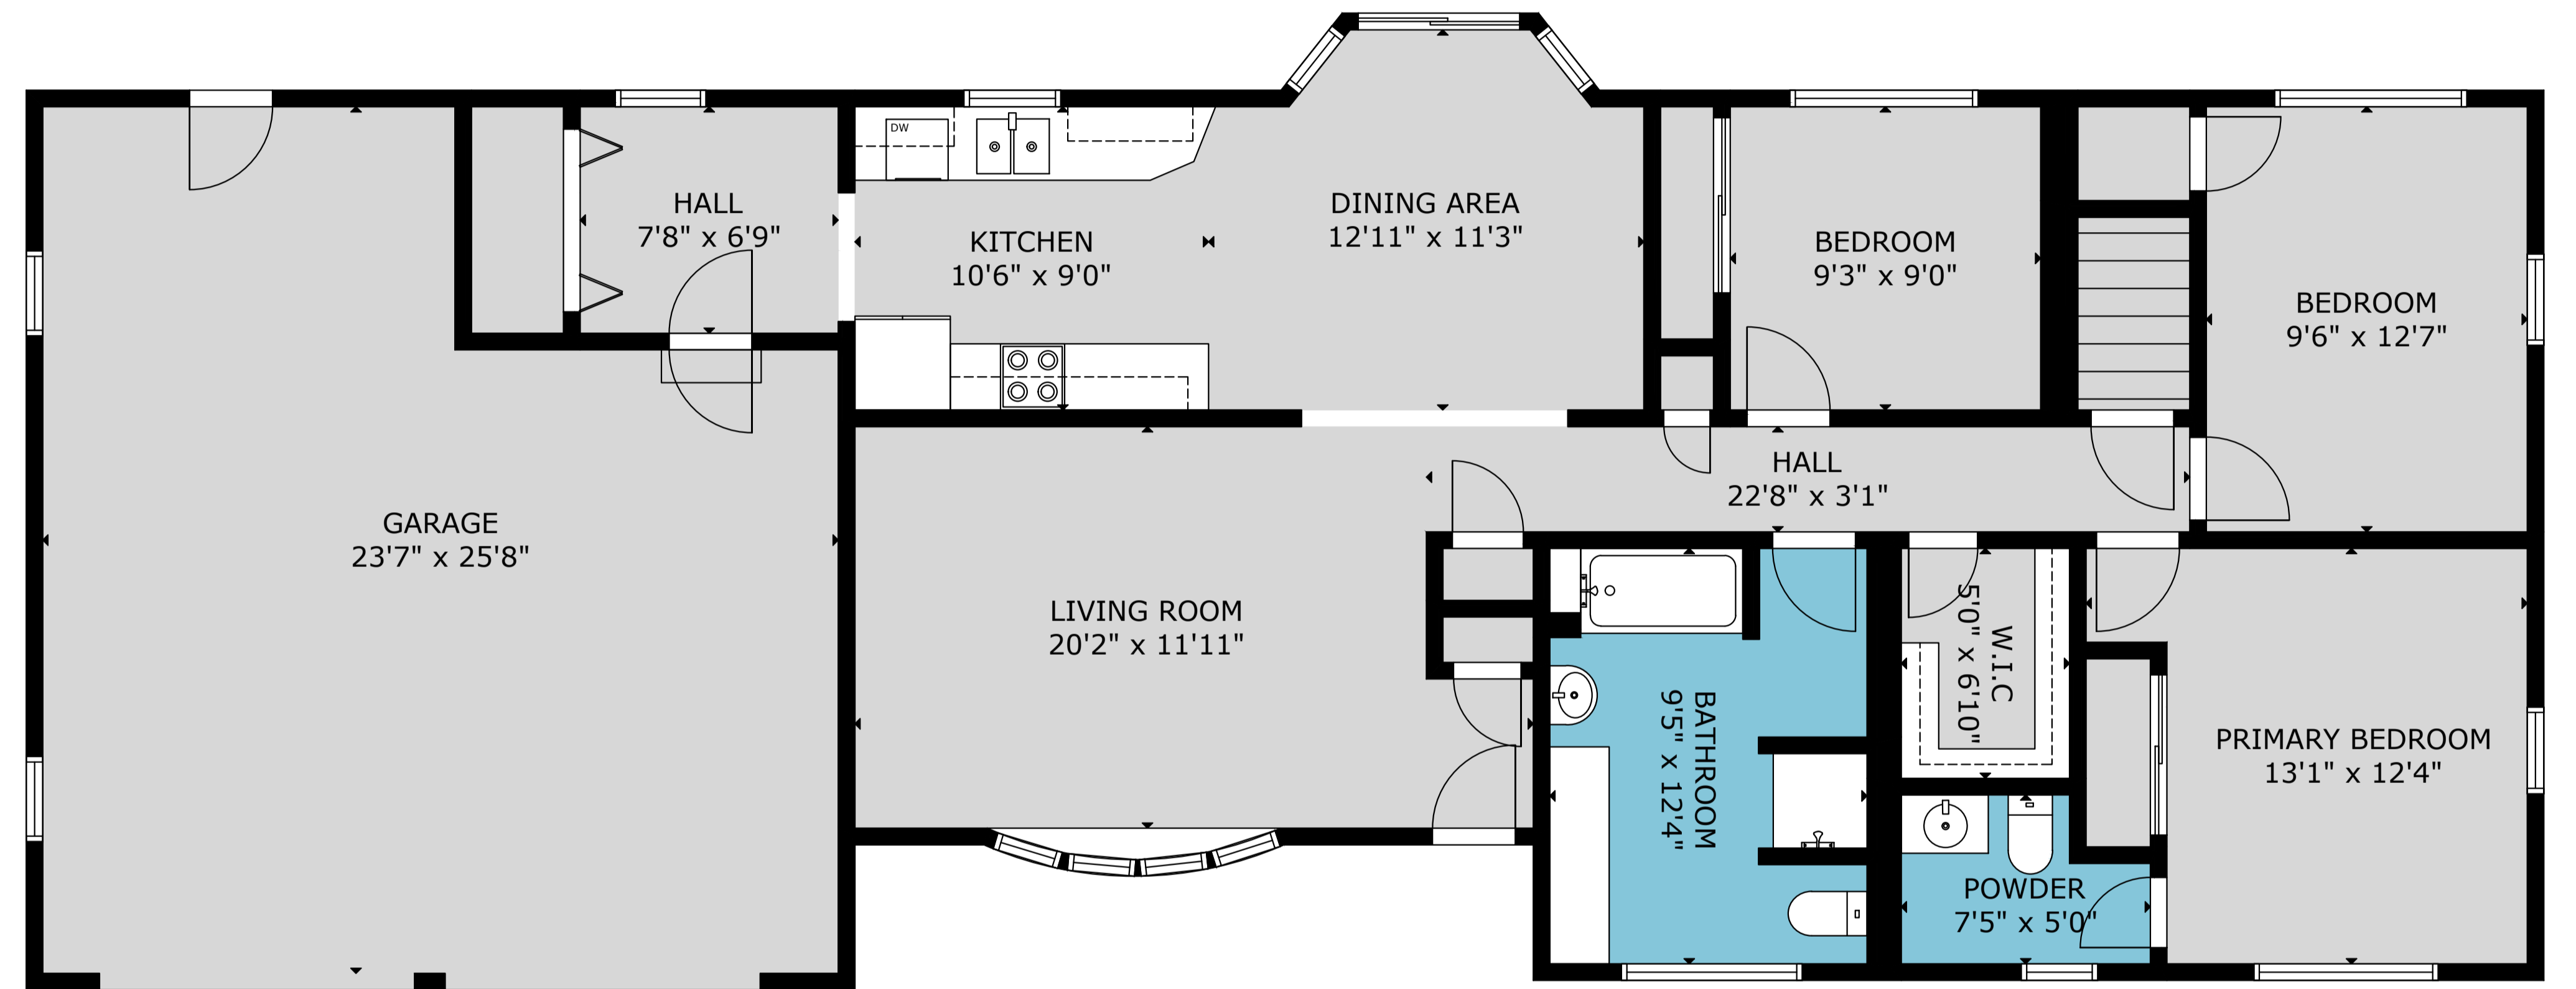 DW
HALL
7'8" x 6'9"
KITCHEN
10'6" x 9'0"
DINING AREA
12'11" x 11'3"
BEDROOM
9'3" x 9'0"
BEDROOM
9'6" x 12'7"
HALL
22'8" x 3'1"
GARAGE
23'7" x 25'8"
LIVING ROOM
20'2" x 11'11"
BATHROOM
9'5" x 12'4"
W.I.C
5'0" x 6'10"
PRIMARY BEDROOM
13'1" x 12'4"
POWDER
7'5" x 5'0"